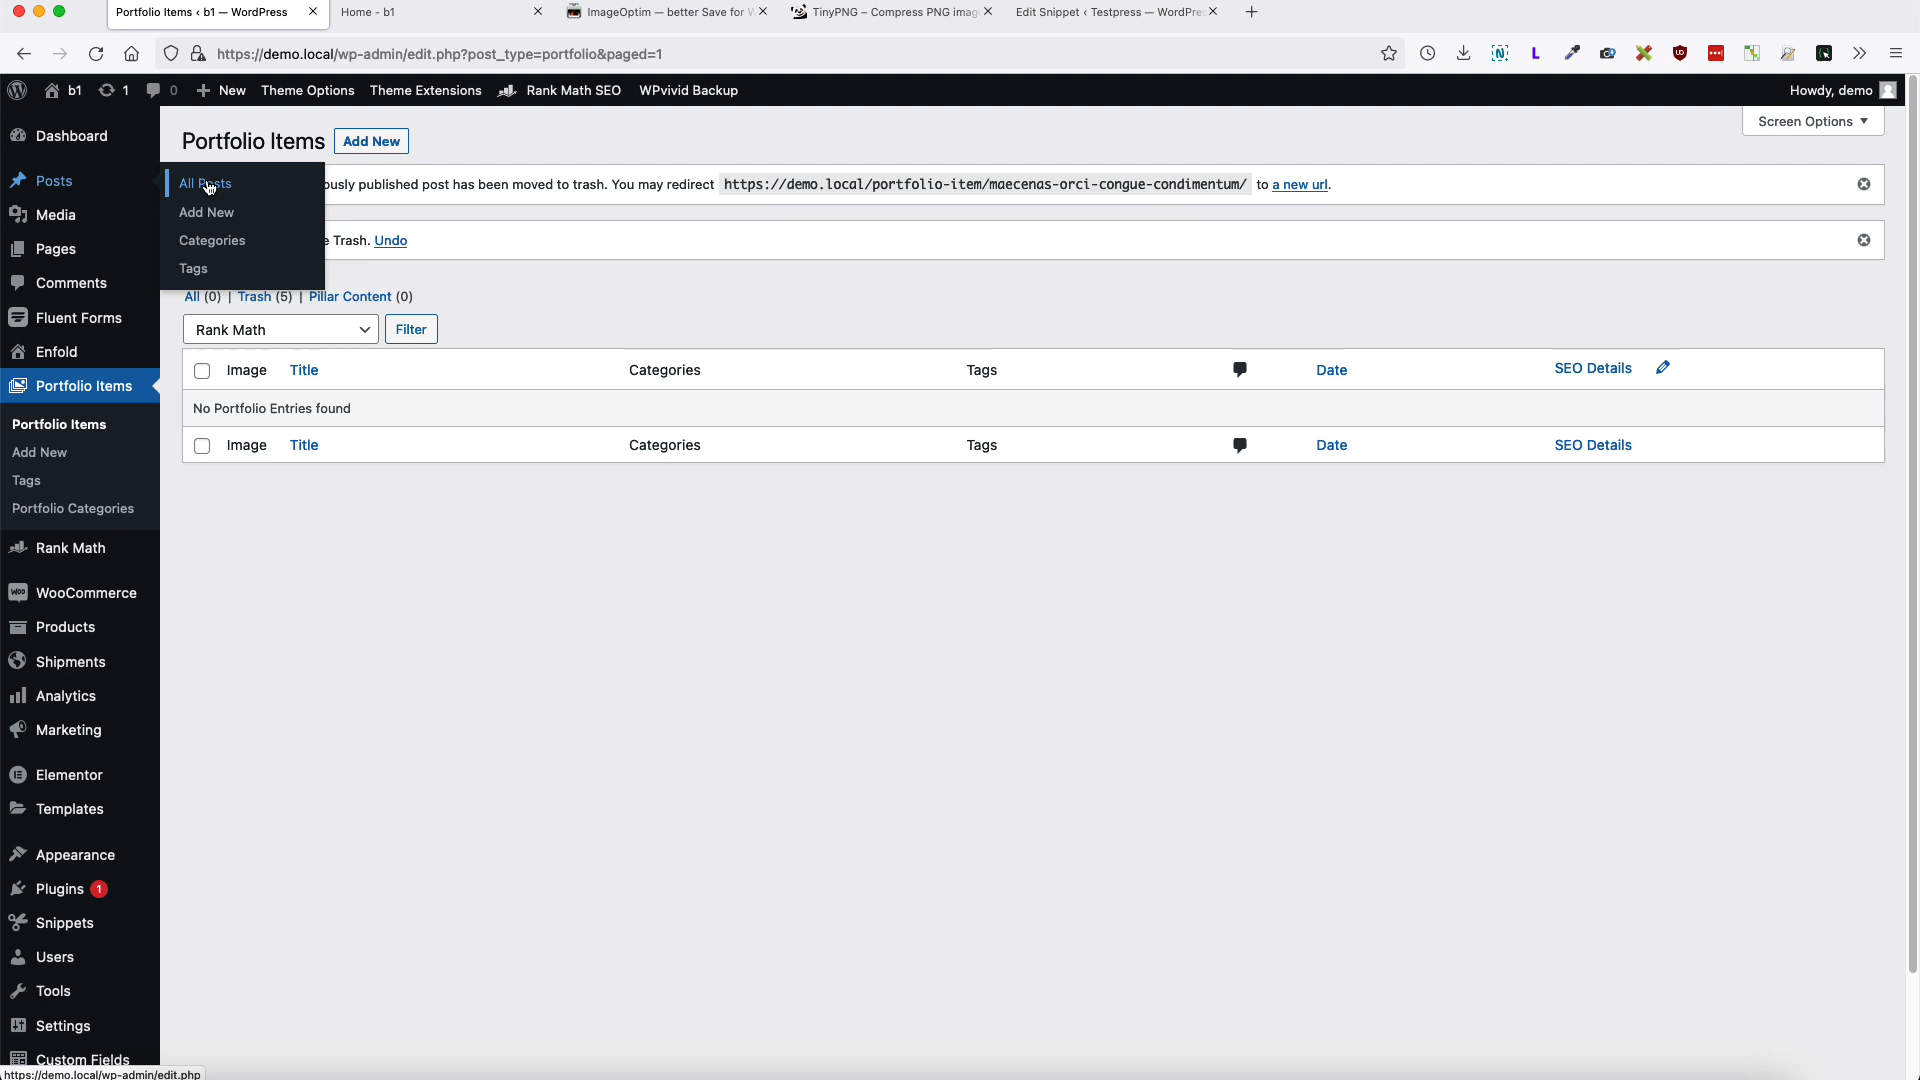 Portfolio Items ‹ b1 — WordPress
Home - b1
ImageOptim — better Save for W
TinyPNG – Compress PNG imag
Edit Snippet ‹ Testpress — WordPre
https://demo.local/wp-admin/edit.php?post_type=portfolio&paged=1
b1
1
0
New
Theme Options
Theme Extensions
Rank Math SEO
WPvivid Backup
Howdy, demo
Dashboard
Posts
Media
Pages
Comments
Fluent Forms
Enfold
Portfolio Items
Portfolio Items
Add New
Tags
Portfolio Categories
Rank Math
WooCommerce
Products
Shipments
Analytics
Marketing
Elementor
Templates
Appearance
Plugins 1
Snippets
Users
Tools
Settings
Custom Fields
https://demo.local/wp-admin/edit.php
All Posts
Add New
Categories
Tags
Portfolio Items
Add New
Screen Options
ously published post has been moved to trash. You may redirect https://demo.local/portfolio-item/maecenas-orci-congue-condimentum/ to a new url.
e Trash. Undo
All (0) | Trash (5) | Pillar Content (0)
Rank Math
Filter
Image Title Categories Tags Date SEO Details
No Portfolio Entries found
Image Title Categories Tags Date SEO Details